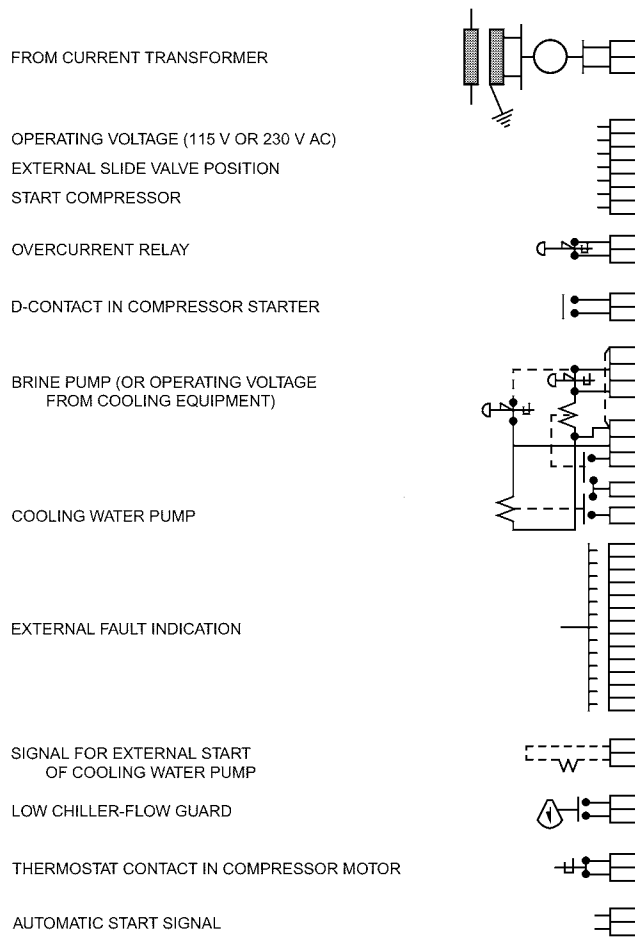 FROM CURRENT TRANSFORMER
OPERATING VOLTAGE (115 V OR 230 V AC)
EXTERNAL SLIDE VALVE POSITION
START COMPRESSOR
OVERCURRENT RELAY
D-CONTACT IN COMPRESSOR STARTER
BRINE PUMP (OR OPERATING VOLTAGE
FROM COOLING EQUIPMENT)
COOLING WATER PUMP
EXTERNAL FAULT INDICATION
SIGNAL FOR EXTERNAL START
OF COOLING WATER PUMP
LOW CHILLER-FLOW GUARD
THERMOSTAT CONTACT IN COMPRESSOR MOTOR
AUTOMATIC START SIGNAL